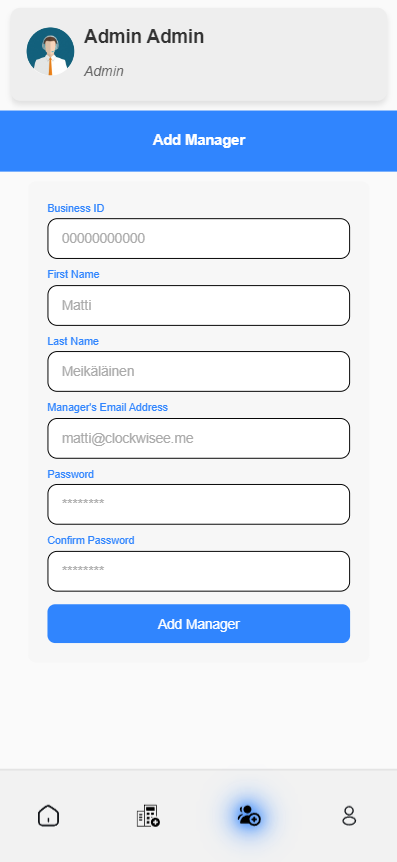 Admin Admin
Admin
Add Manager
Business ID
00000000000
First Name
Matti
Last Name
Meikäläinen
Manager's Email Address
matti@clockwisee.me
Password
********
Confirm Password
********
Add Manager